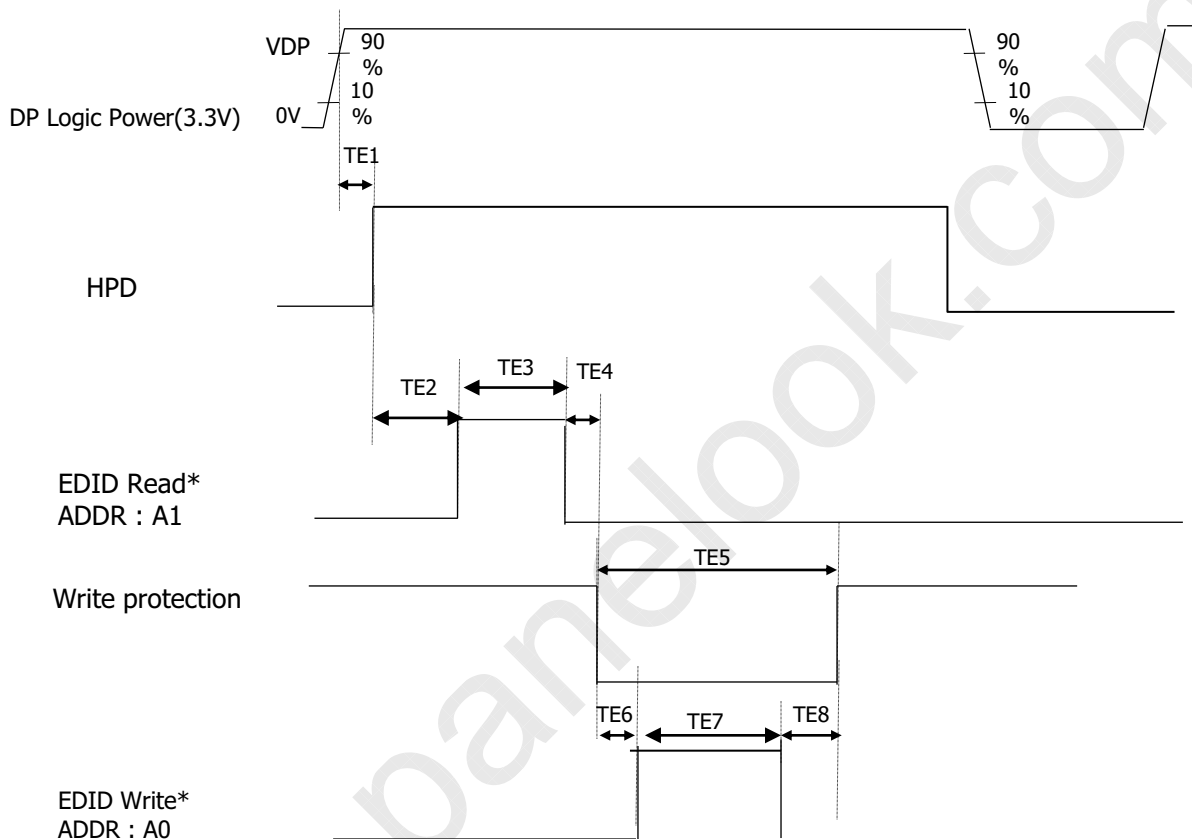 VDP
90
%
90
%
DP Logic Power(3.3V)
0V
10
%
10
%
TE1
HPD
TE2
TE3
TE4
EDID Read*
ADDR : A1
TE5
Write protection
TE6
TE7
TE8
EDID Write*
ADDR : A0
panelook.com